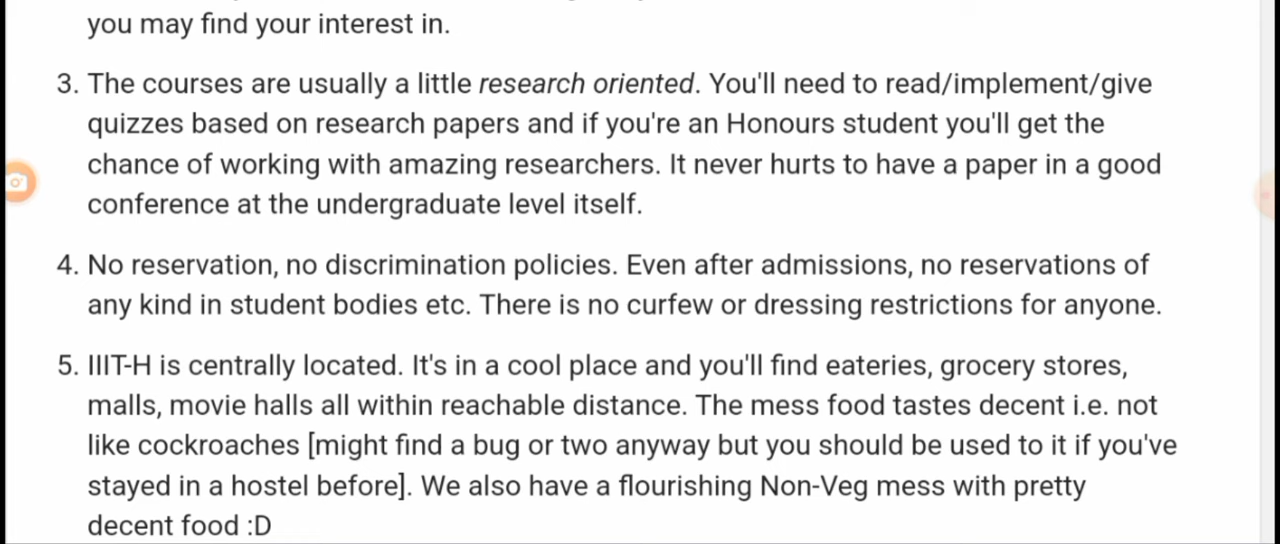 you may find your interest in.
3. The courses are usually a little research oriented. You'll need to read/implement/give
quizzes based on research papers and if you're an Honours student you'll get the
chance of working with amazing researchers. It never hurts to have a paper in a good
conference at the undergraduate level itself.
4. No reservation, no discrimination policies. Even after admissions, no reservations of
any kind in student bodies etc. There is no curfew or dressing restrictions for anyone.
5. IIIT-H is centrally located. It's in a cool place and you'll find eateries, grocery stores,
malls, movie halls all within reachable distance. The mess food tastes decent i.e. not
like cockroaches [might find a bug or two anyway but you should be used to it if you've
stayed in a hostel before]. We also have a flourishing Non-Veg mess with pretty
decent food :D